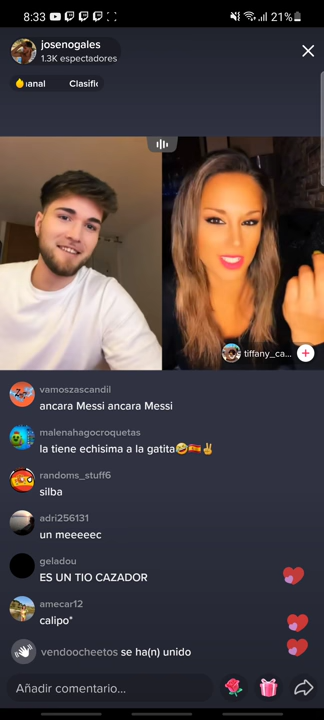 8:33
21%
josenogales
1.3K espectadores
anal Clasific
tiffany_ca...
vamoszascandil
ancara Messi ancara Messi
malenahagocroquetas
la tiene echisima a la gatita🤣🇪🇸✌
randoms_stuff6
silba
adri256131
un meeeeec
geladou
ES UN TIO CAZADOR
amecar12
calipo*
vendoocheetos se ha(n) unido
Añadir comentario...